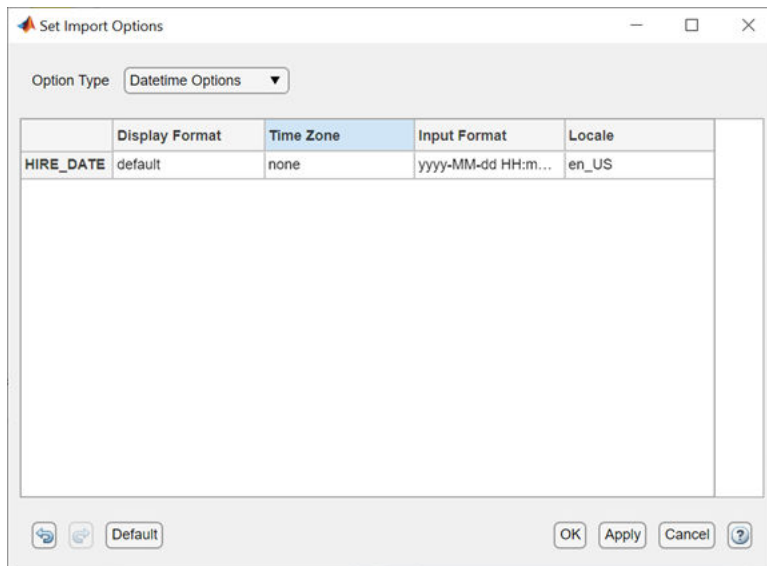 Set Import Options
Option Type Datetime Options
Display Format Time Zone Input Format Locale
HIRE_DATE default none yyyy-MM-dd HH:m... en_US
Default OK Apply Cancel ?